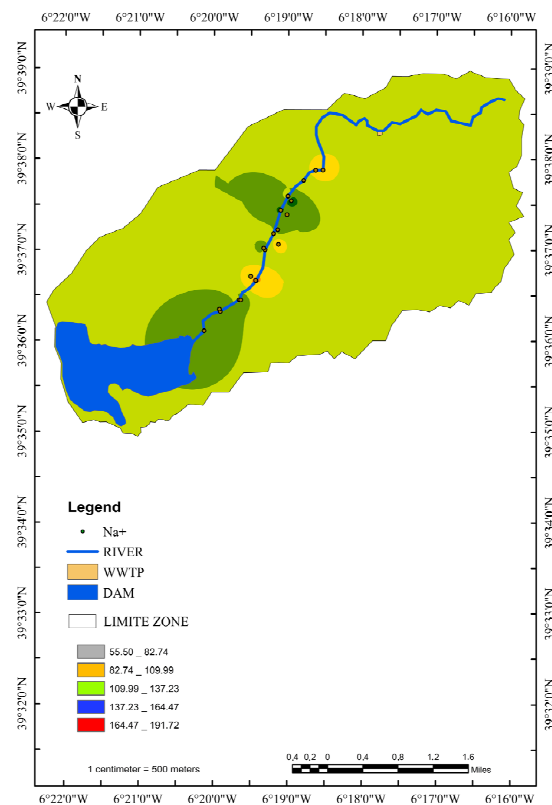 6°22'0"W 6°21'0"W 6°20'0"W 6°19'0"W 6°18'0"W 6°17'0"W 6°16'0"W
39°39'0"N
39°38'0"N
39°37'0"N
39°36'0"N
39°35'0"N
39°34'0"N
39°33'0"N
39°32'0"N
N
W E
S
Legend
Na+
RIVER
WWTP
DAM
LIMITE ZONE
55.50 _ 82.74
82.74 _ 109.99
109.99 _ 137.23
137.23 _ 164.47
164.47 _ 191.72
1 centimeter = 500 meters
0,4 0,2 0 0,4 0,8 1,2 1,6
Miles
6°22'0"W 6°21'0"W 6°20'0"W 6°19'0"W 6°18'0"W 6°17'0"W 6°16'0"W